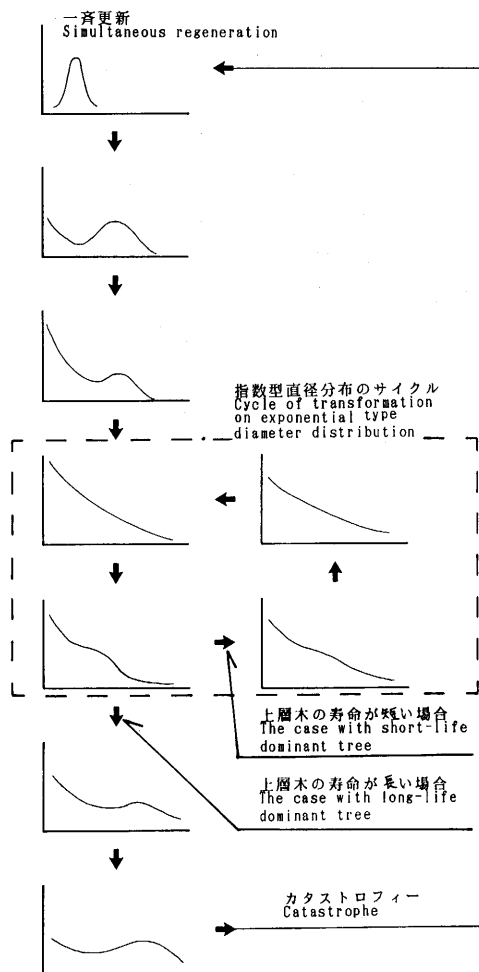 一斉更新
Simultaneous regeneration
指数型直径分布のサイクル
Cycle of transformation
on exponential type
diameter distribution
上層木の寿命が短い場合
The case with short-life
dominant tree
上層木の寿命が長い場合
The case with long-life
dominant tree
カタストロフィー
Catastrophe